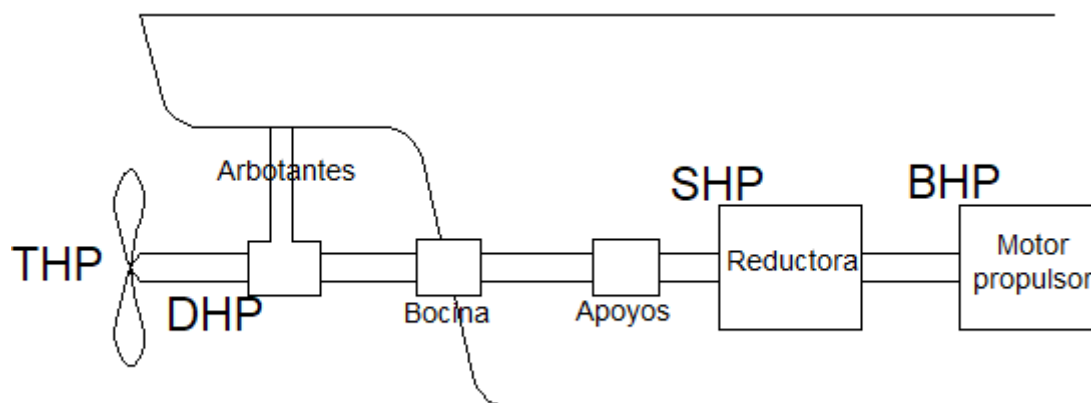 Arbotantes
SHP
BHP
THP
DHP
Bocina
Apoyos
Reductora
Motor
propulsor